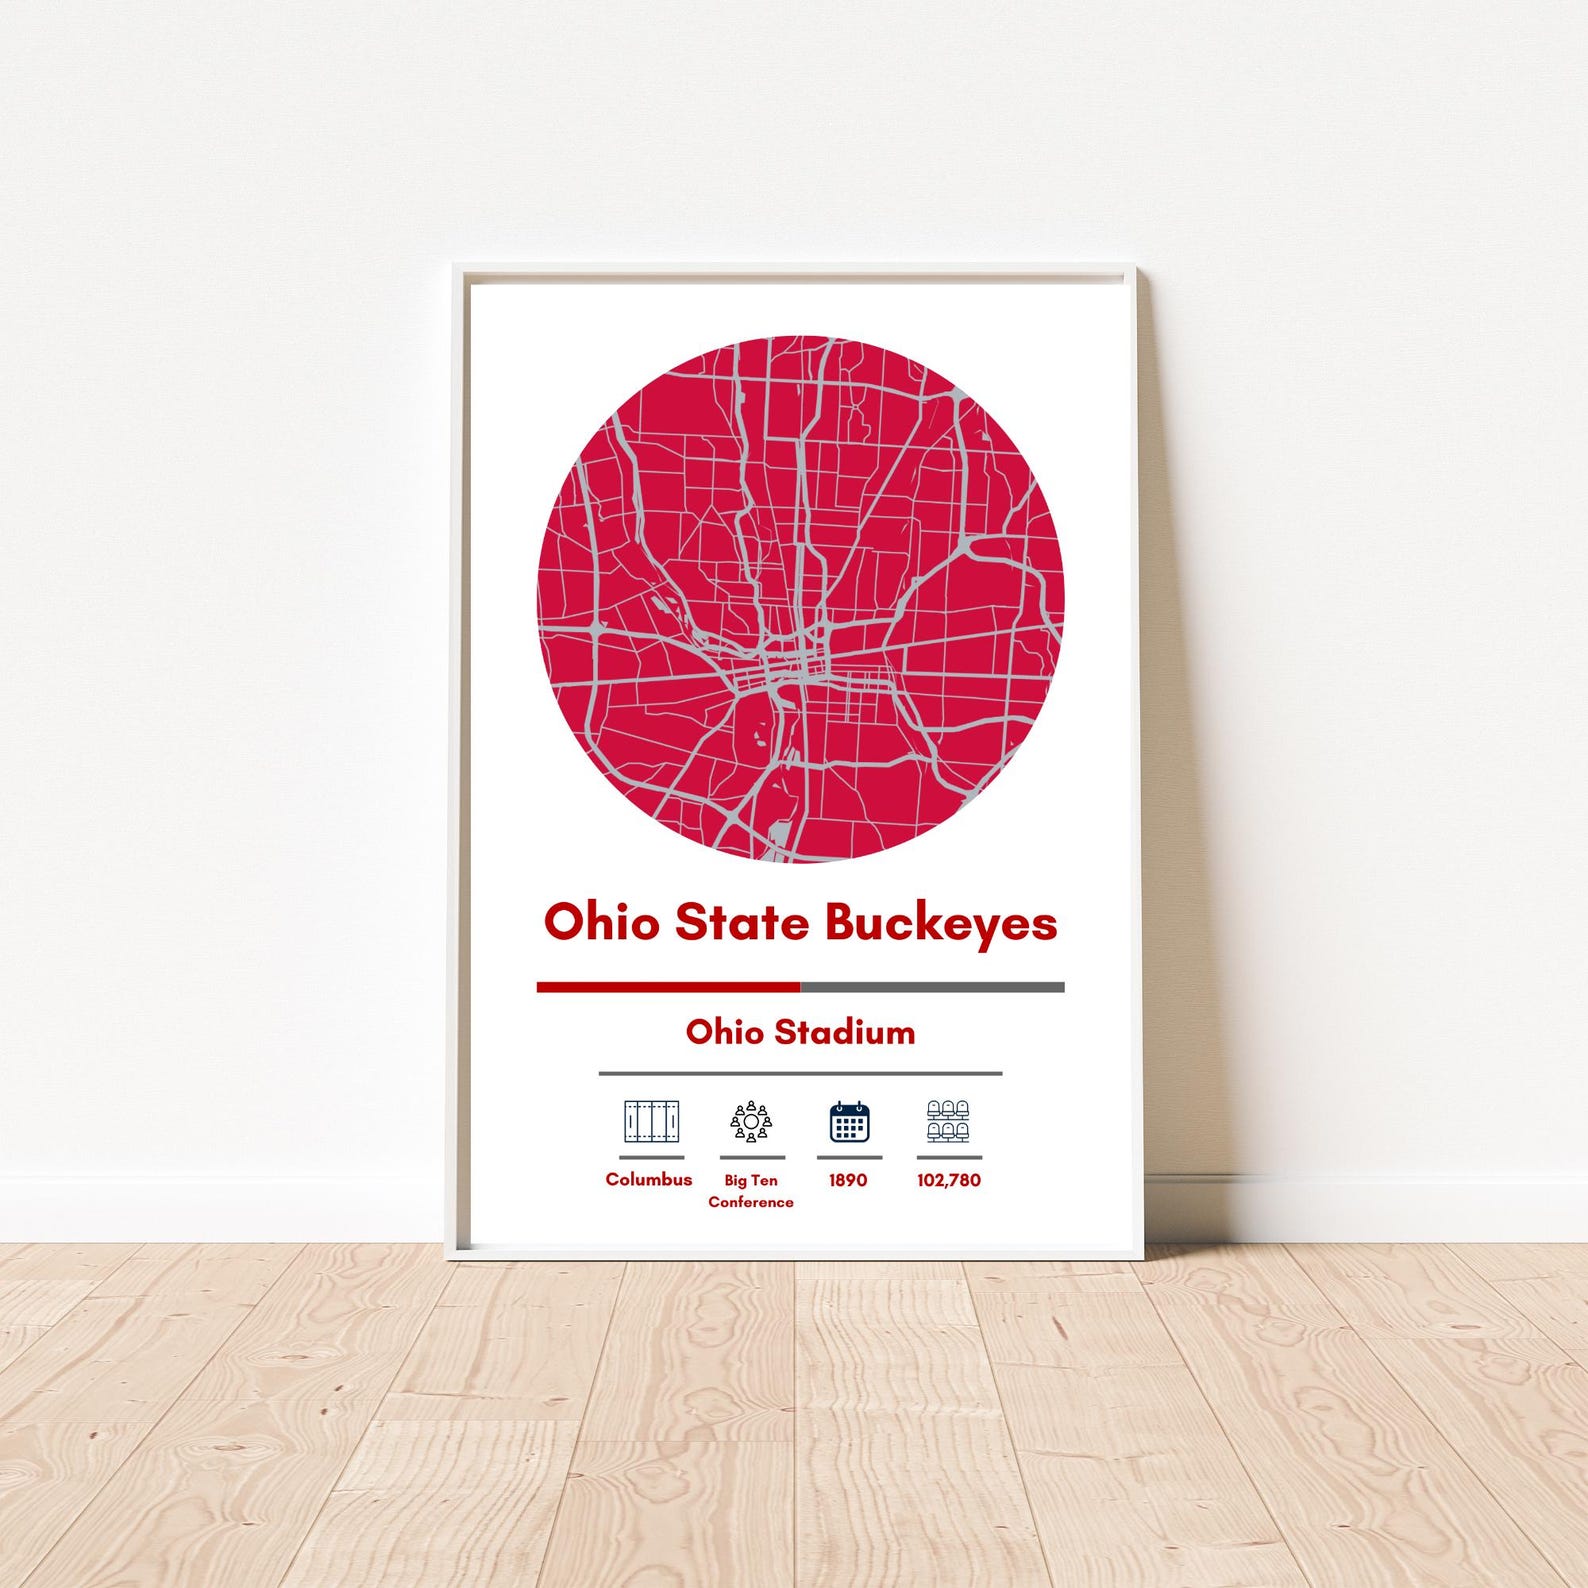 Ohio State Buckeyes
Ohio Stadium
Columbus
Big Ten
Conference
1890
102,780